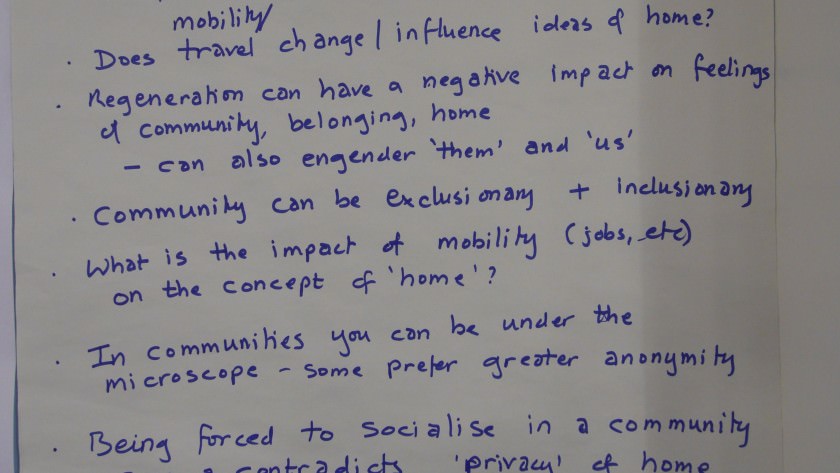 mobility/
· Does travel change / influence ideas of home?
· Regeneration can have a negative impact on feelings
of community, belonging, home
– can also engender 'them' and 'us'
· Community can be exclusionary + inclusionary
· What is the impact of mobility (jobs, etc)
on the concept of 'home'?
· In communities you can be under the
microscope – some prefer greater anonymity
· Being forced to socialise in a community
contradicts 'privacy' of home